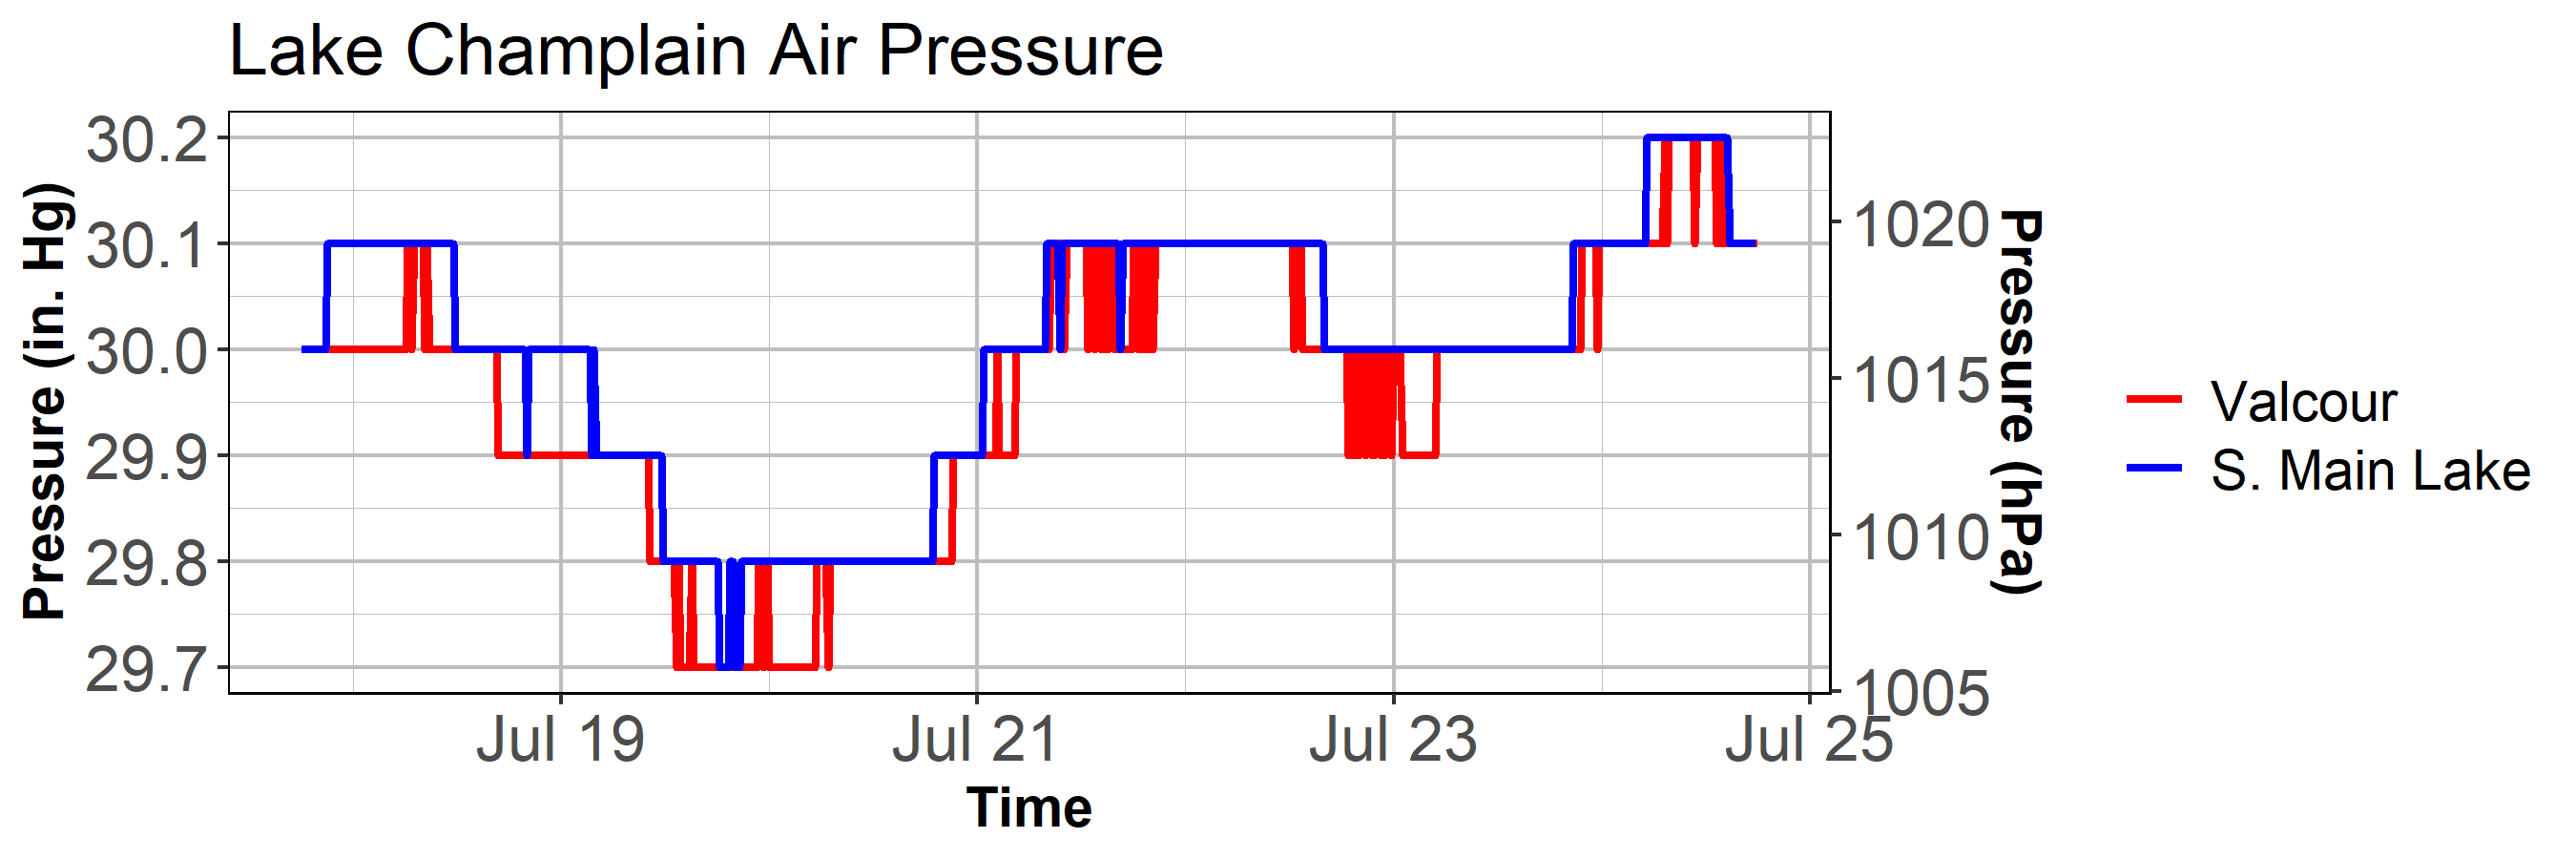 Lake Champlain Air Pressure
Pressure (in. Hg)
30.2
30.1
30.0
29.9
29.8
29.7
1020
1015
1010
1005
Pressure (hPa)
Jul 19 Jul 21 Jul 23 Jul 25
Time
Valcour
S. Main Lake